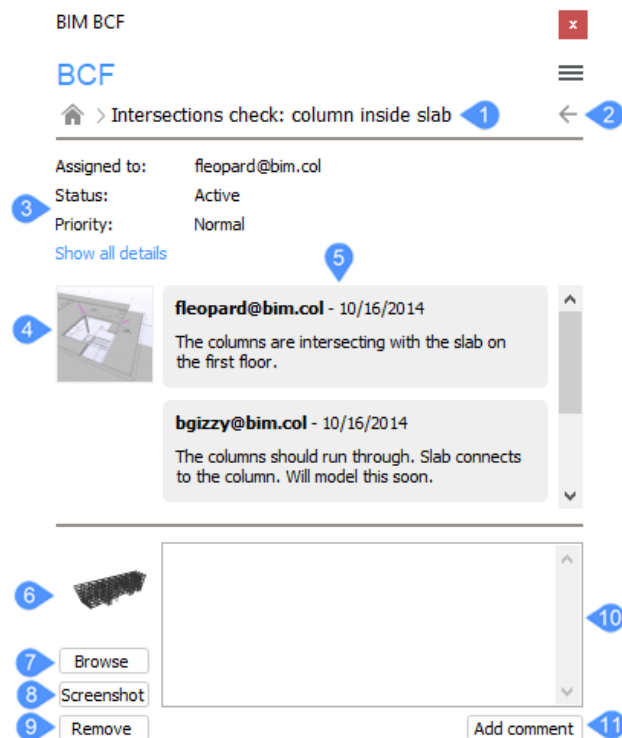 BIM BCF
x
BCF
Intersections check: column inside slab 1
2
Assigned to: fleopard@bim.col
Status: Active
3
Priority: Normal
Show all details
5
4
fleopard@bim.col - 10/16/2014
The columns are intersecting with the slab on
the first floor.
bgizzy@bim.col - 10/16/2014
The columns should run through. Slab connects
to the column. Will model this soon.
6
10
7 Browse
8 Screenshot
9 Remove
Add comment 11